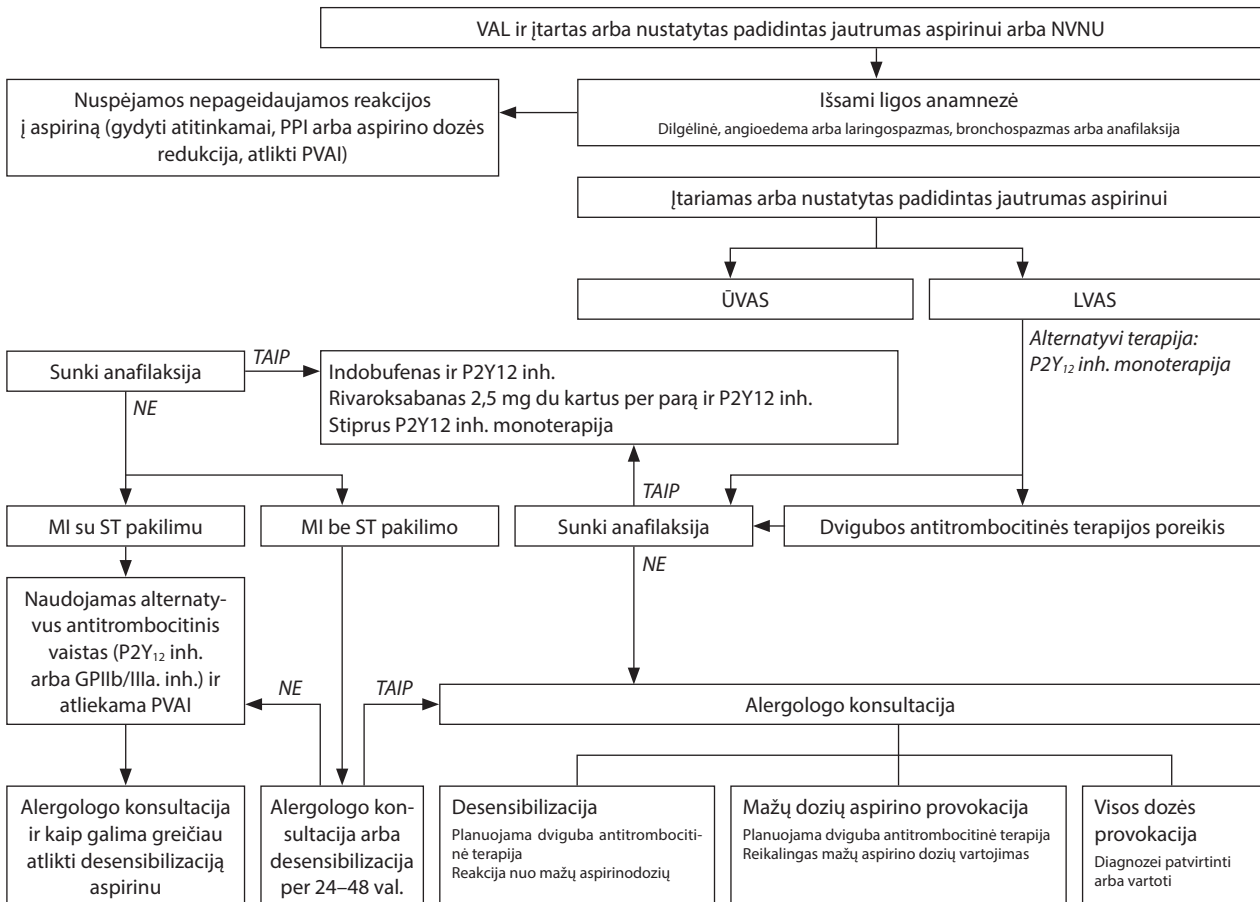 VAL ir įtartas arba nustatytas padidintas jautrumas aspirinui arba NVNU
Nuspėjamos nepageidaujamos reakcijos
į aspiriną (gydyti atitinkamai, PPI arba aspirino dozės
redukcija, atlikti PVAI)
Išsami ligos anamnezė
Dilgėlinė, angioedema arba laringospazmas, bronchospazmas arba anafilaksija
Įtariamas arba nustatytas padidintas jautrumas aspirinui
ŪVAS
LVAS
Alternatyvi terapija:
P2Y₁₂ inh. monoterapija
Sunki anafilaksija
TAIP
NE
Indobufenas ir P2Y12 inh.
Rivaroksabanas 2,5 mg du kartus per parą ir P2Y12 inh.
Stiprus P2Y12 inh. monoterapija
TAIP
MI su ST pakilimu
MI be ST pakilimo
Sunki anafilaksija
Dvigubos antitrombocitinės terapijos poreikis
NE
Naudojamas alternaty-
vus antitrombocitinis
vaistas (P2Y₁₂ inh.
arba GPIIb/IIIa. inh.) ir
atliekama PVAI
NE
TAIP
Alergologo konsultacija
Alergologo konsultacija
ir kaip galima greičiau
atlikti desensibilizaciją
aspirinu
Alergologo kon-
sultacija arba
desensibilizacija
per 24–48 val.
Desensibilizacija
Planuojama dviguba antitrombociti-
nė terapija
Reakcija nuo mažų aspirinodozių
Mažų dozių aspirino provokacija
Planuojama dviguba antitrombocitinė terapija
Reikalingas mažų aspirino dozių vartojimas
Visos dozės
provokacija
Diagnozei patvirtinti
arba vartoti